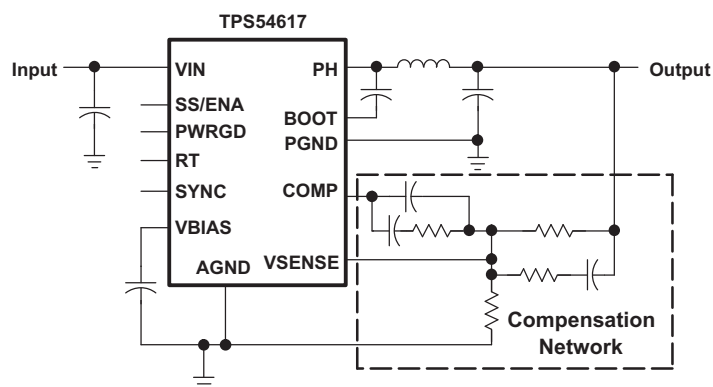 TPS54617
Input
VIN
PH
Output
SS/ENA
BOOT
PWRGD
PGND
RT
SYNC
COMP
VBIAS
VSENSE
AGND
Compensation
Network